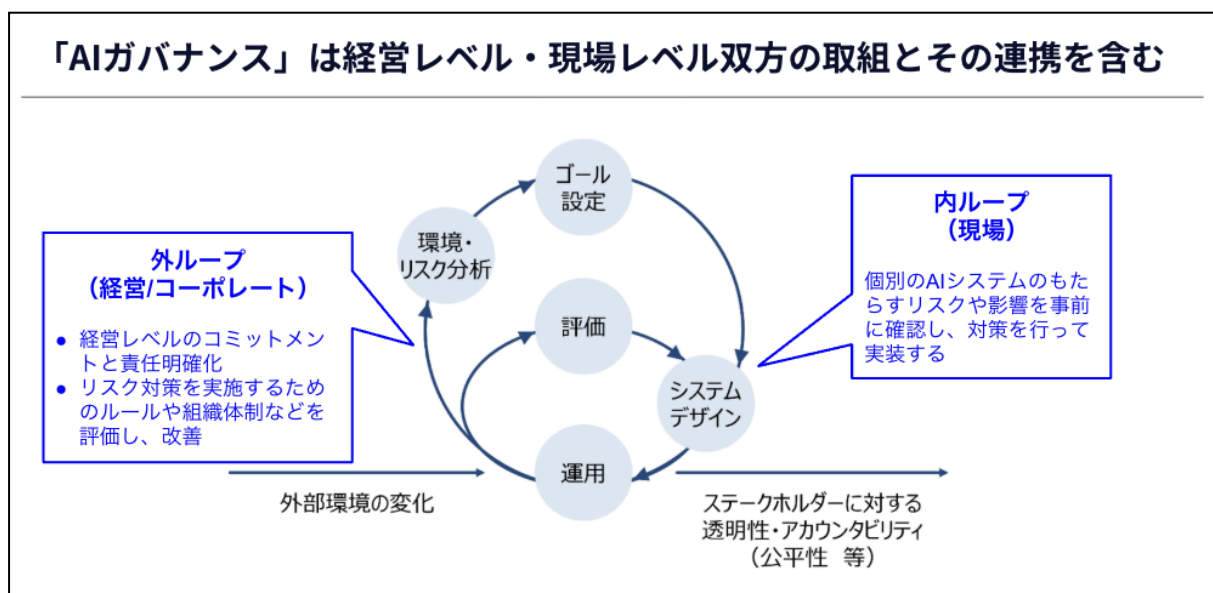 「AIガバナンス」は経営レベル・現場レベル双方の取組とその連携を含む
ゴール
設定
環境・
リスク分析
評価
システム
デザイン
運用
外ループ
（経営/コーポレート）
● 経営レベルのコミットメン
トと責任明確化
● リスク対策を実施するため
のルールや組織体制などを
評価し、改善
内ループ
（現場）
個別のAIシステムのもた
らすリスクや影響を事前
に確認し、対策を行って
実装する
外部環境の変化
ステークホルダーに対する
透明性・アカウンタビリティ
（公平性 等）